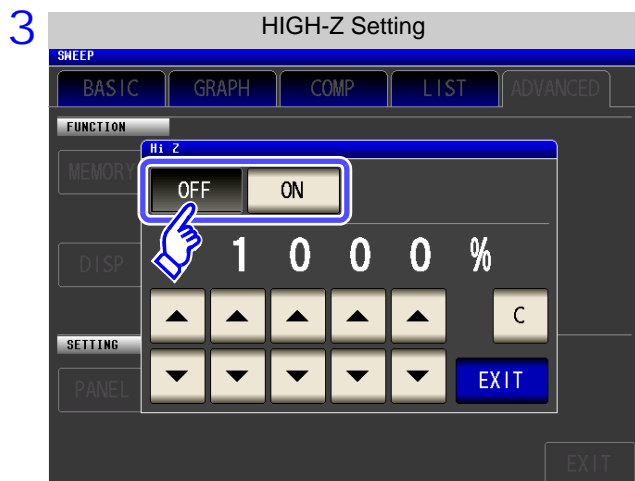 3
HIGH-Z Setting
SWEEP
BASIC GRAPH COMP LIST ADVANCED
FUNCTION
Hi Z
MEMORY
OFF ON
DISP
1 0 0 0 %
C
SETTING
PANEL
EXIT
EXIT